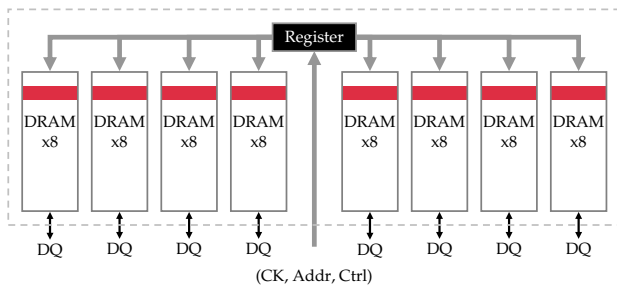 Register
DRAM DRAM DRAM DRAM DRAM DRAM DRAM DRAM
x8 x8 x8 x8 x8 x8 x8 x8
DQ DQ DQ DQ DQ DQ DQ DQ
(CK, Addr, Ctrl)